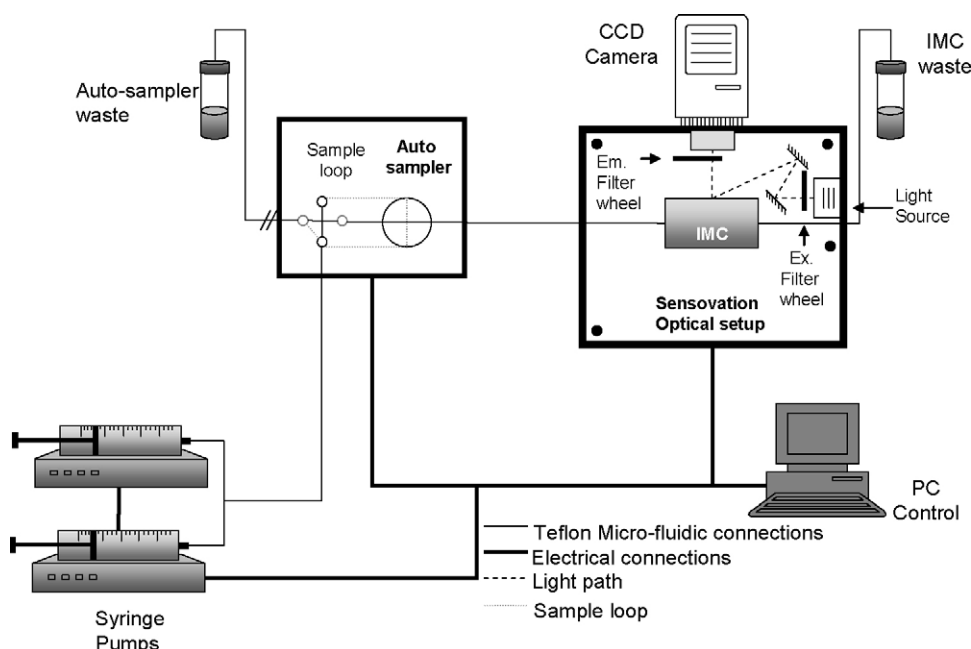 CCD
Camera
IMC
waste
Auto-sampler
waste
Sample
loop
Auto
sampler
Em.
Filter
wheel
Light
Source
IMC
Ex.
Filter
wheel
Sensovation
Optical setup
PC
Control
Teflon Micro-fluidic connections
Electrical connections
Light path
Sample loop
Syringe
Pumps